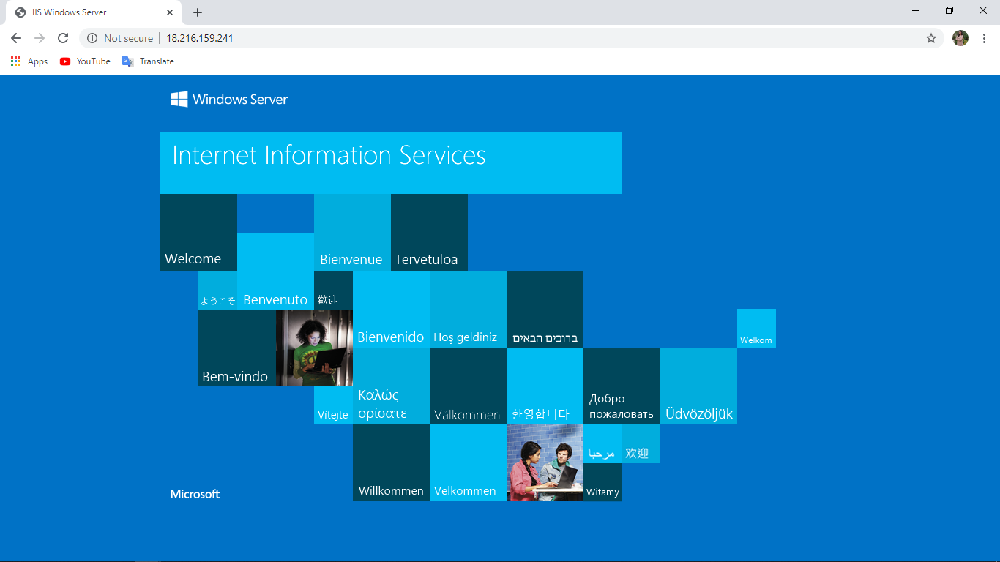 IIS Windows Server
Not secure
18.216.159.241
Apps
YouTube
Translate
Windows Server
Internet Information Services
Welcome
Bienvenue
Tervetuloa
ようこそ
Benvenuto
歡迎
Bienvenido
Hoş geldiniz
ברוכים הבאים
Welkom
Bem-vindo
Vítejte
Καλώς
ορίσατε
Välkommen
환영합니다
Добро
пожаловать
Üdvözöljük
Willkommen
Velkommen
مرحبا
欢迎
Witamy
Microsoft